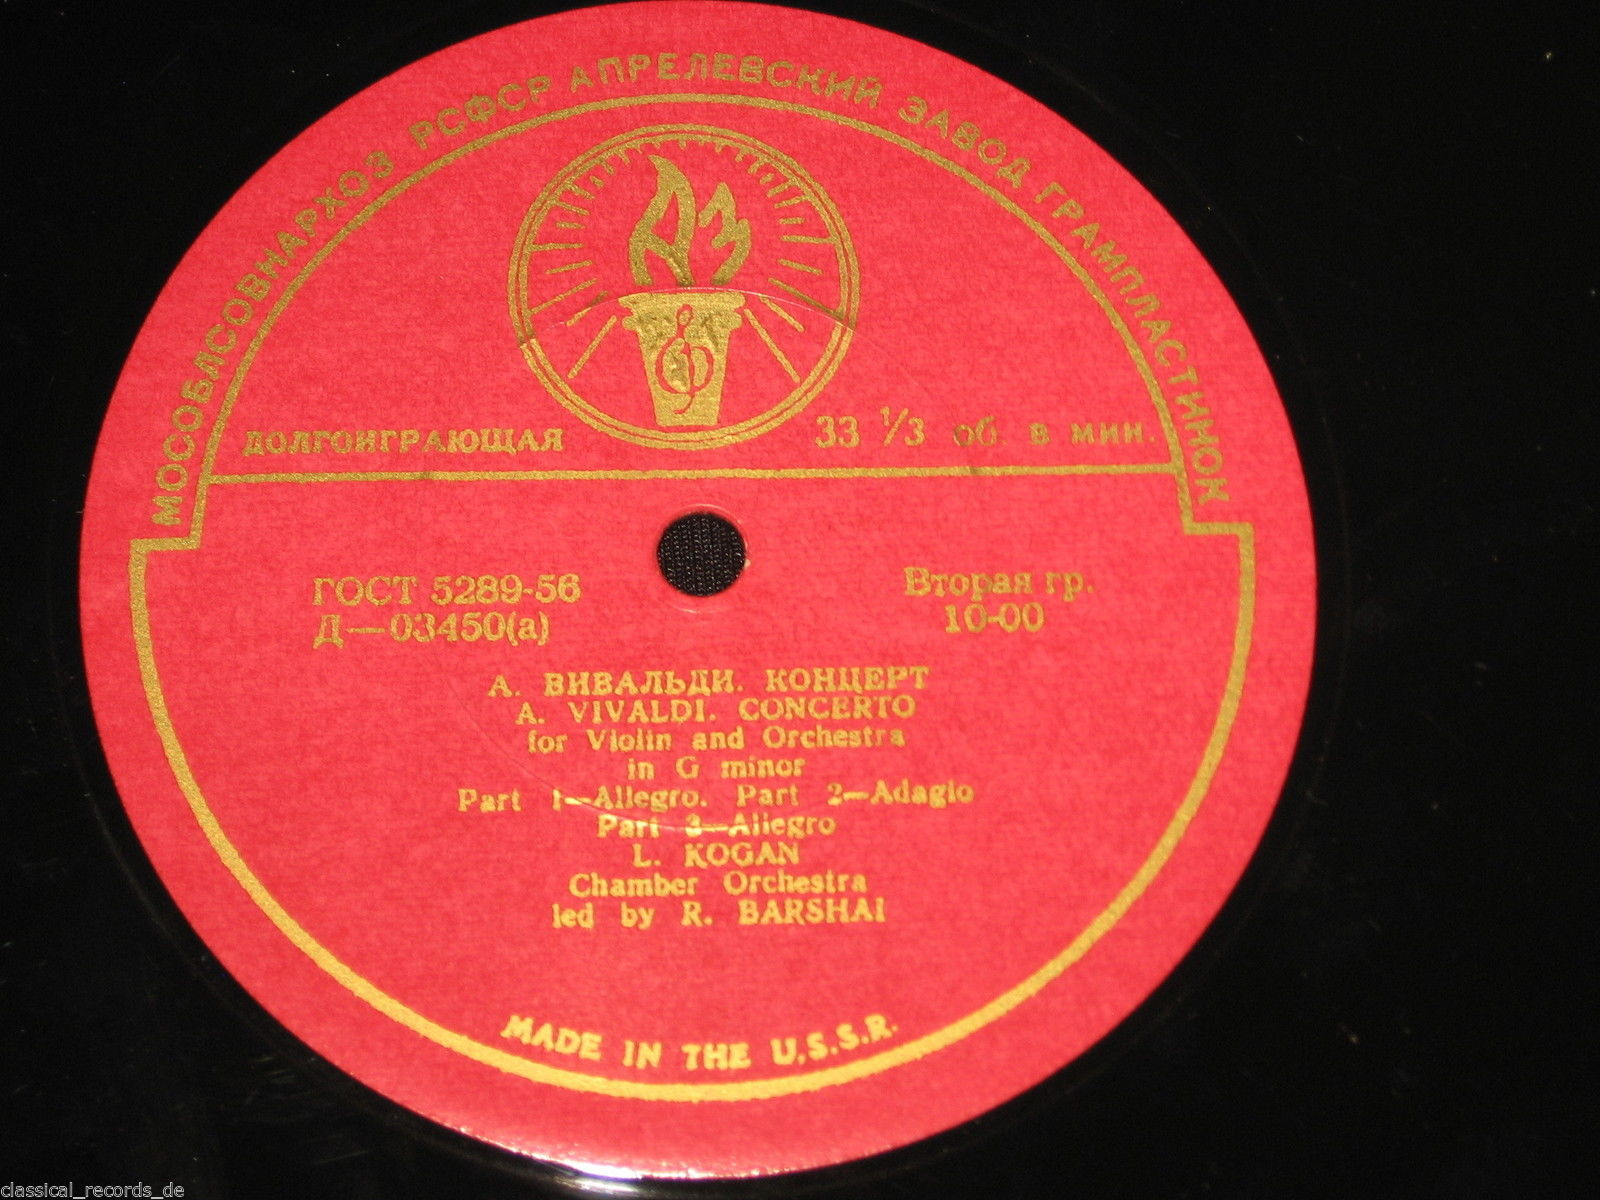 МОСОБЛСОВНАРХОЗ РСФСР АПРЕЛЕВСКИЙ ЗАВОД ГРАМПЛАСТИНОК
АЗ
ДОЛГОИГРАЮЩАЯ
33 1/3 об. в мин.
ГОСТ 5289-56
Д—03450(а)
Вторая гр.
10-00
А. ВИВАЛЬДИ. КОНЦЕРТ
A. VIVALDI. CONCERTO
for Violin and Orchestra
in G minor
Part 1—Allegro. Part 2—Adagio
Part 3—Allegro
L. KOGAN
Chamber Orchestra
led by R. BARSHAI
MADE IN THE U.S.S.R.
classical_records_de